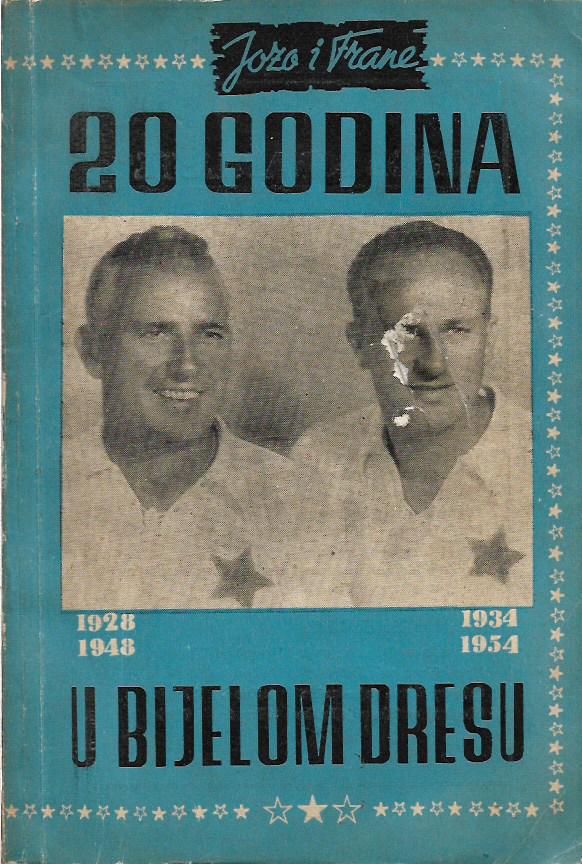 Jozo i Frane
20 GODINA
1928
1948
1934
1954
U BIJELOM DRESU